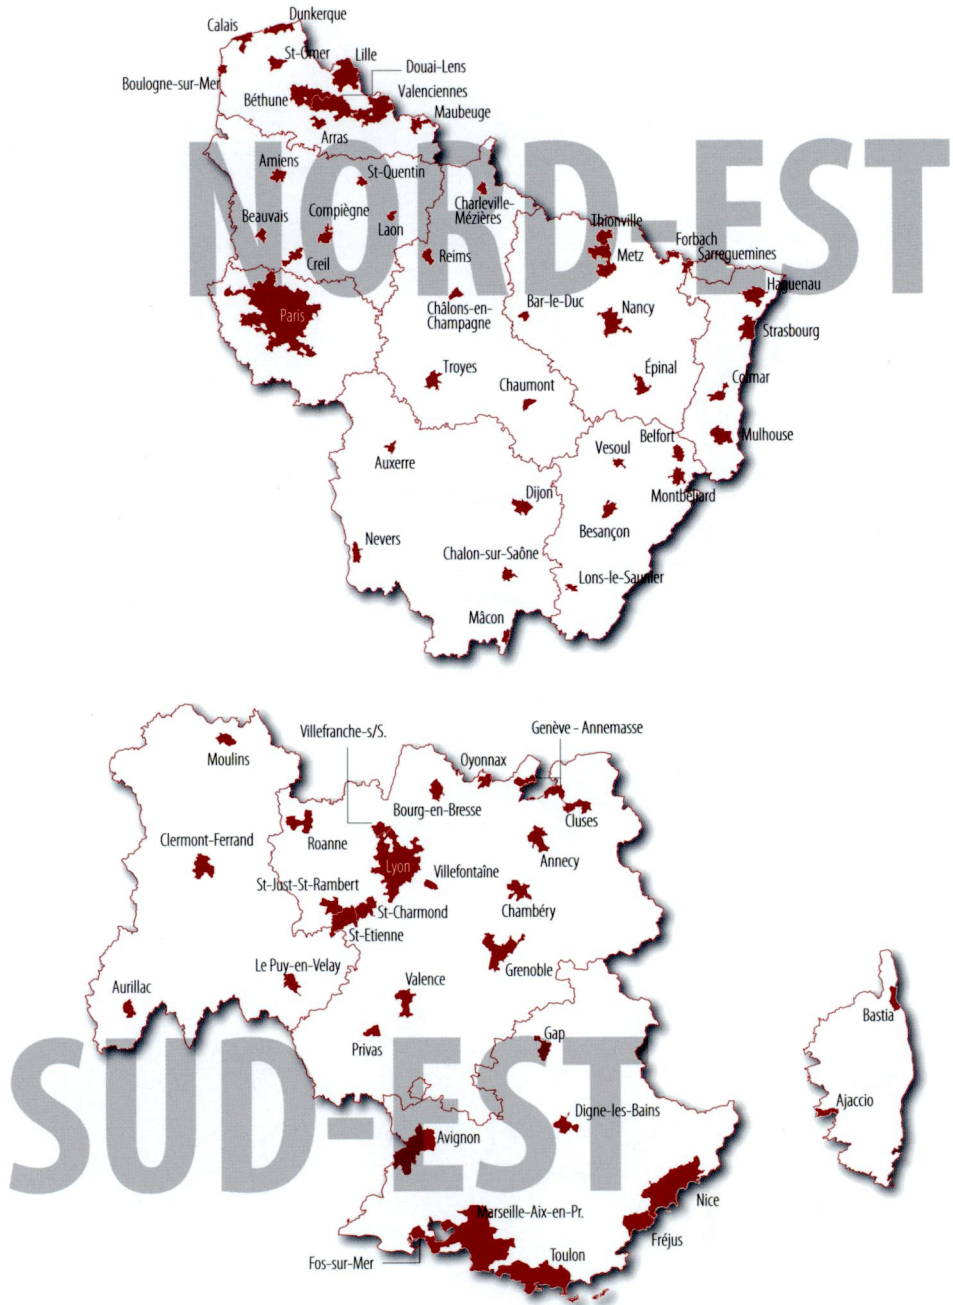 Dunkerque
Calais
St-Omer
Lille
Douai-Lens
Boulogne-sur-Mer
Béthune
Valenciennes
Maubeuge
Arras
NORD-EST
Amiens
St-Quentin
Charleville-
Mézières
Beauvais
Compiègne
Laon
Thionville
Forbach
Creil
Reims
Metz
Sarreguemines
Haguenau
Paris
Châlons-en-
Champagne
Bar-le-Duc
Nancy
Strasbourg
Troyes
Chaumont
Épinal
Colmar
Auxerre
Vesoul
Belfort
Mulhouse
Dijon
Montbéliard
Besançon
Nevers
Chalon-sur-Saône
Lons-le-Saunier
Mâcon
Villefranche-s/S.
Genève - Annemasse
Moulins
Oyonnax
Bourg-en-Bresse
Cluses
Clermont-Ferrand
Roanne
Annecy
Lyon
Villefontaîne
St-Just-St-Rambert
St-Charmond
Chambéry
St-Etienne
Le Puy-en-Velay
Grenoble
Aurillac
Valence
Bastia
Privas
Gap
SUD-EST
Ajaccio
Digne-les-Bains
Avignon
Nice
Marseille-Aix-en-Pr.
Fréjus
Fos-sur-Mer
Toulon